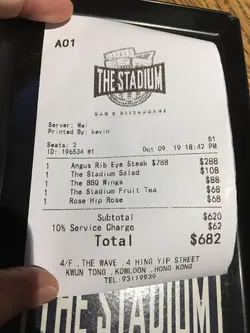 A01
THE STADIUM
BAR & RESTAURANT
Server: Wai
Printed By: kevin
S1
Seats: 2 Oct 09, 19 18:42 PM
ID: 196534 #1
1 Angus Rib Eye Steak $288 $288
1 The Stadium Salad $108
1 The BBQ Wings $88
1 The Stadium Fruit Tea $68
1 Rose Hip Rose $68
Subtotal $620
10% Service Charge $62
Total $682
4/F , THE WAVE , 4 HING YIP STREET
KWUN TONG , KOWLOON , HONG KONG
TEL:93119939
THE STADIUM